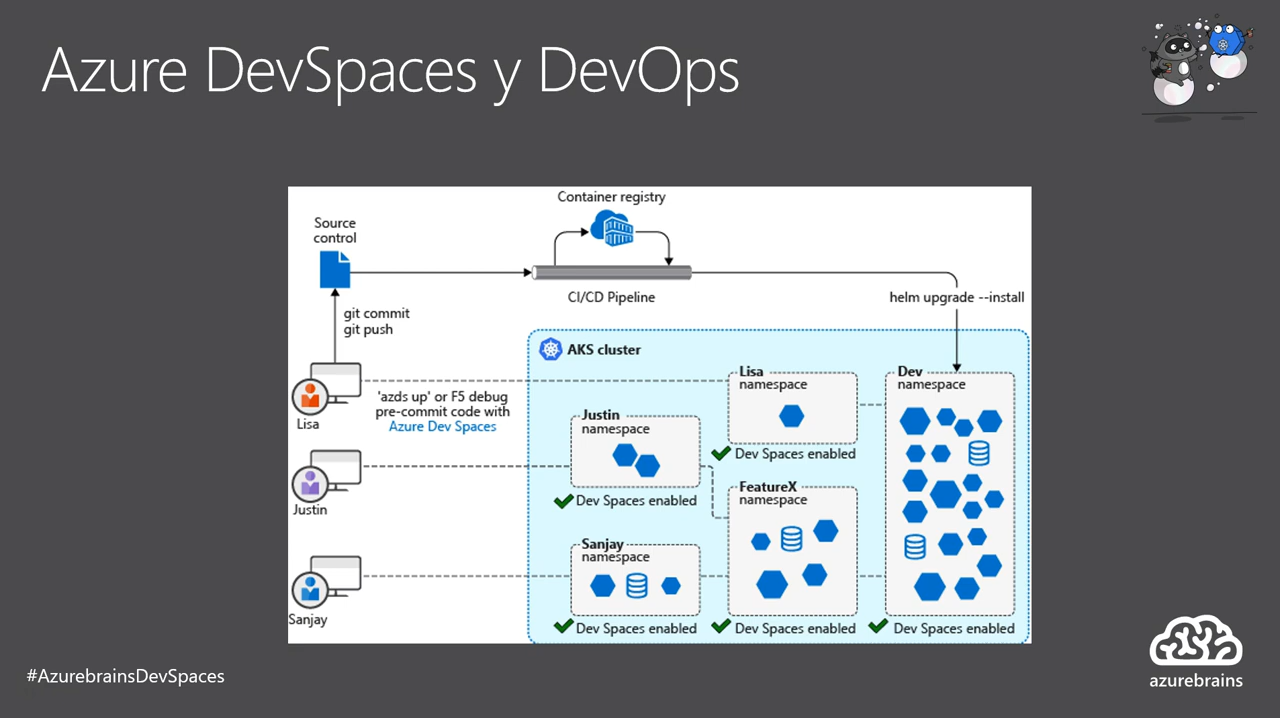 Azure DevSpaces y DevOps
Container registry
Source
control
CI/CD Pipeline
helm upgrade --install
git commit
git push
AKS cluster
Lisa
namespace
Dev
namespace
'azds up' or F5 debug
pre-commit code with
Azure Dev Spaces
Lisa
Justin
namespace
Dev Spaces enabled
Justin
Dev Spaces enabled
FeatureX
namespace
Sanjay
namespace
Sanjay
Dev Spaces enabled
Dev Spaces enabled
Dev Spaces enabled
#AzurebrainsDevSpaces
azurebrains